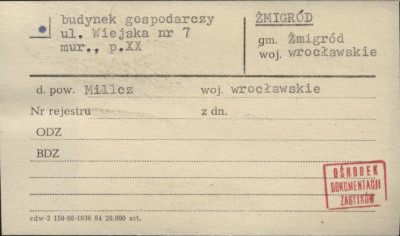 budynek gospodarczy
ul. Wiejska nr 7
mur., p.XX
ŻMIGRÓD
gm. Żmigród
woj. wrocławskie
d. pow. Milicz woj. wrocławskie
Nr rejestru z dn.
ODZ
BDZ
OŚRODEK
DOKUMENTACJI
ZABYTKÓW
rdw-3 150-88-1036 84 20.000 szt.